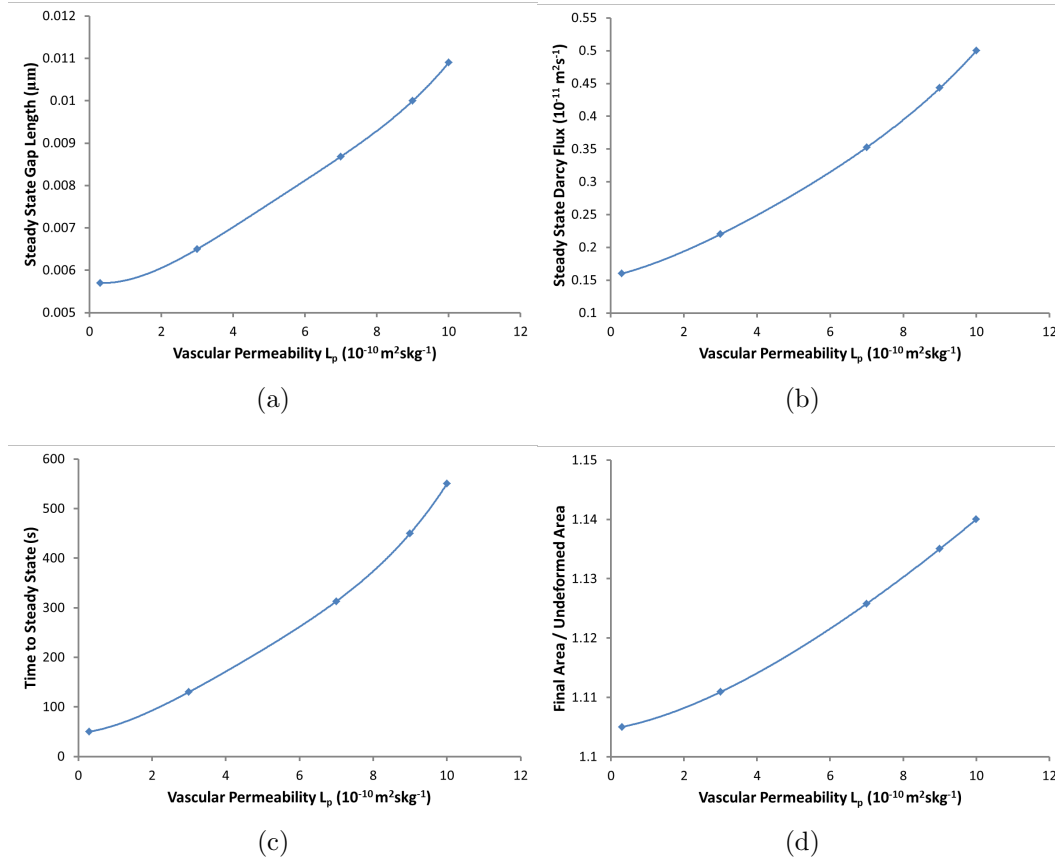 0.012
0.011
0.01
0.009
0.008
0.007
0.006
0.005
Steady State Gap Length (μm)
0 2 4 6 8 10 12
Vascular Permeability Lₚ (10⁻¹⁰ m²skg⁻¹)
(a)
0.55
0.5
0.45
0.4
0.35
0.3
0.25
0.2
0.15
0.1
Steady State Darcy Flux (10⁻¹¹ m²s⁻¹)
0 2 4 6 8 10 12
Vascular Permeability Lₚ (10⁻¹⁰ m²skg⁻¹)
(b)
600
500
400
300
200
100
0
Time to Steady State (s)
0 2 4 6 8 10 12
Vascular Permeability Lₚ (10⁻¹⁰ m²skg⁻¹)
(c)
1.15
1.14
1.13
1.12
1.11
1.1
Final Area / Undeformed Area
0 2 4 6 8 10 12
Vascular Permeability Lₚ (10⁻¹⁰ m²skg⁻¹)
(d)